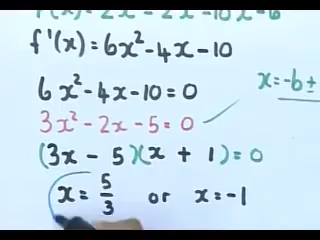 f'(x) = 6x² - 4x - 10
6x² - 4x - 10 = 0
x = -b ±
3x² - 2x - 5 = 0
(3x - 5)(x + 1) = 0
x = 5/3 or x = -1